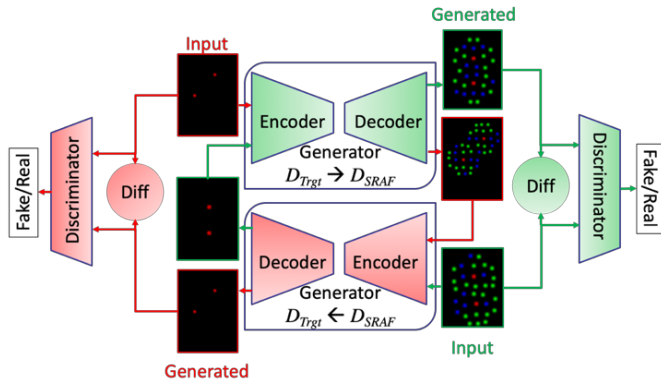 Generated
Input
Encoder
Decoder
Generator
D_Trgt → D_SRAF
Fake/Real
Discriminator
Diff
Diff
Discriminator
Fake/Real
Decoder
Encoder
Generator
D_Trgt ← D_SRAF
Input
Generated